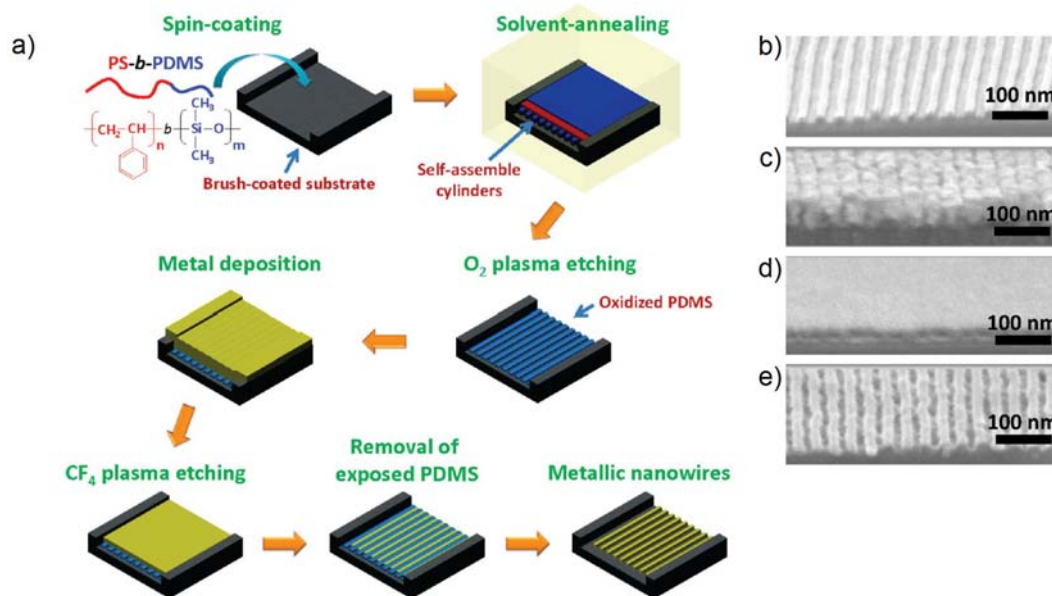 a)
Spin-coating
PS-b-PDMS
CH₂
CH
n
b
CH₃
Si
O
CH₃
m
Brush-coated substrate
Solvent-annealing
Self-assemble
cylinders
O₂ plasma etching
Oxidized PDMS
Metal deposition
CF₄ plasma etching
Removal of
exposed PDMS
Metallic nanowires
b)
100 nm
c)
100 nm
d)
100 nm
e)
100 nm